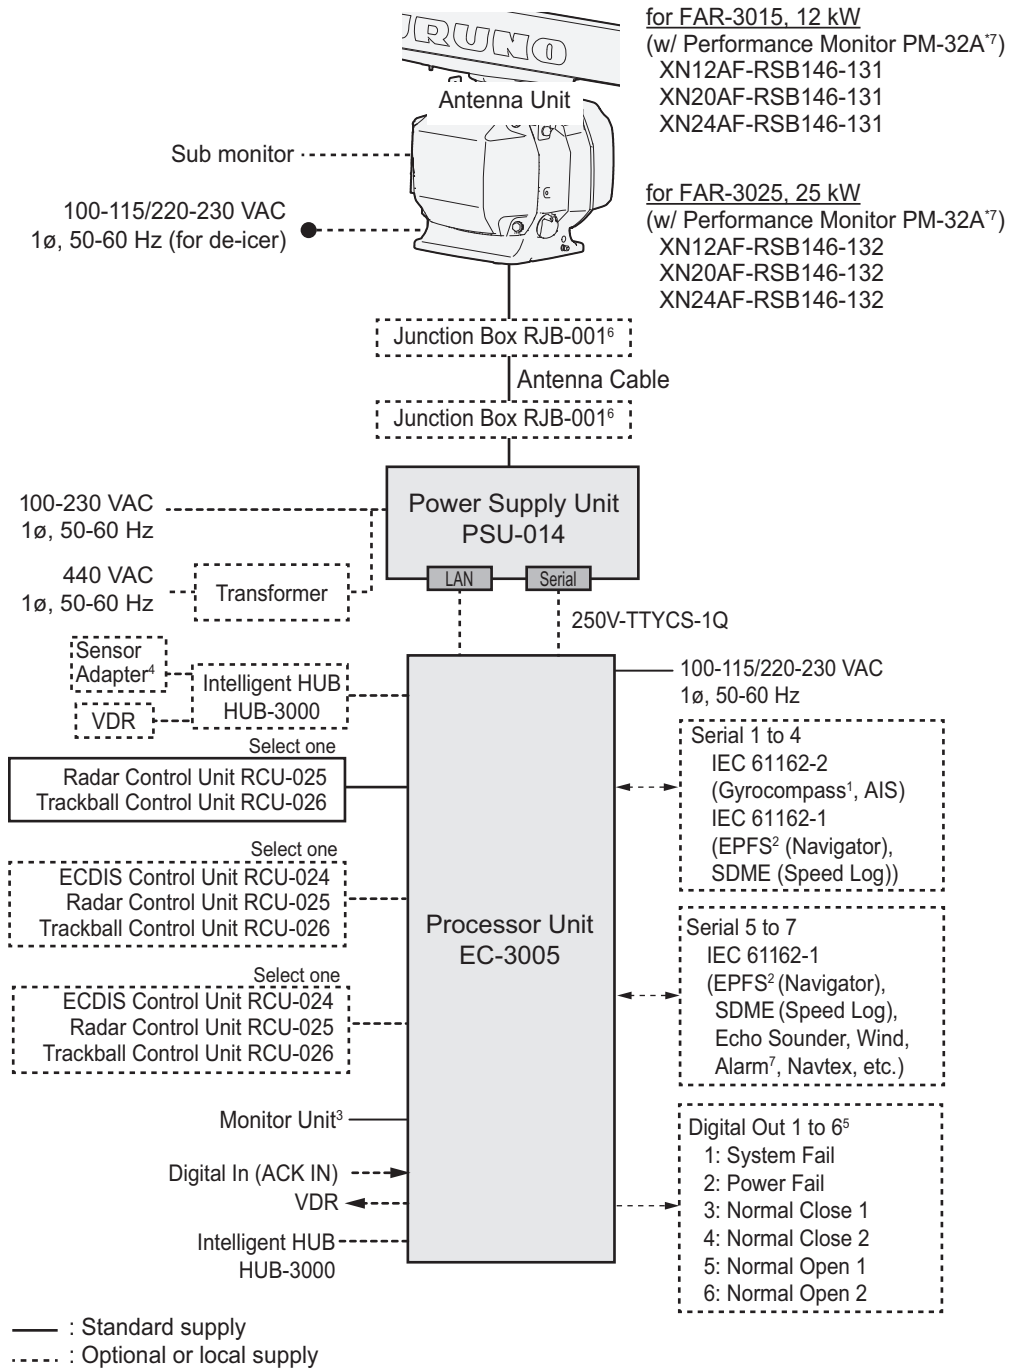 for FAR-3015, 12 kW
(w/ Performance Monitor PM-32A*7)
XN12AF-RSB146-131
XN20AF-RSB146-131
XN24AF-RSB146-131
URUNO
Antenna Unit
Sub monitor
100-115/220-230 VAC
1ø, 50-60 Hz (for de-icer)
for FAR-3025, 25 kW
(w/ Performance Monitor PM-32A*7)
XN12AF-RSB146-132
XN20AF-RSB146-132
XN24AF-RSB146-132
Junction Box RJB-001⁶
Antenna Cable
Junction Box RJB-001⁶
Power Supply Unit
PSU-014
100-230 VAC
1ø, 50-60 Hz
440 VAC
1ø, 50-60 Hz
Transformer
LAN
Serial
250V-TTYCS-1Q
Sensor
Adapter⁴
VDR
Intelligent HUB
HUB-3000
100-115/220-230 VAC
1ø, 50-60 Hz
Select one
Radar Control Unit RCU-025
Trackball Control Unit RCU-026
Select one
ECDIS Control Unit RCU-024
Radar Control Unit RCU-025
Trackball Control Unit RCU-026
Select one
ECDIS Control Unit RCU-024
Radar Control Unit RCU-025
Trackball Control Unit RCU-026
Processor Unit
EC-3005
Serial 1 to 4
IEC 61162-2
(Gyrocompass¹, AIS)
IEC 61162-1
(EPFS² (Navigator),
SDME (Speed Log))
Serial 5 to 7
IEC 61162-1
(EPFS² (Navigator),
SDME (Speed Log),
Echo Sounder, Wind,
Alarm⁷, Navtex, etc.)
Monitor Unit³
Digital In (ACK IN)
VDR
Intelligent HUB
HUB-3000
Digital Out 1 to 6⁵
1: System Fail
2: Power Fail
3: Normal Close 1
4: Normal Close 2
5: Normal Open 1
6: Normal Open 2
: Standard supply
: Optional or local supply